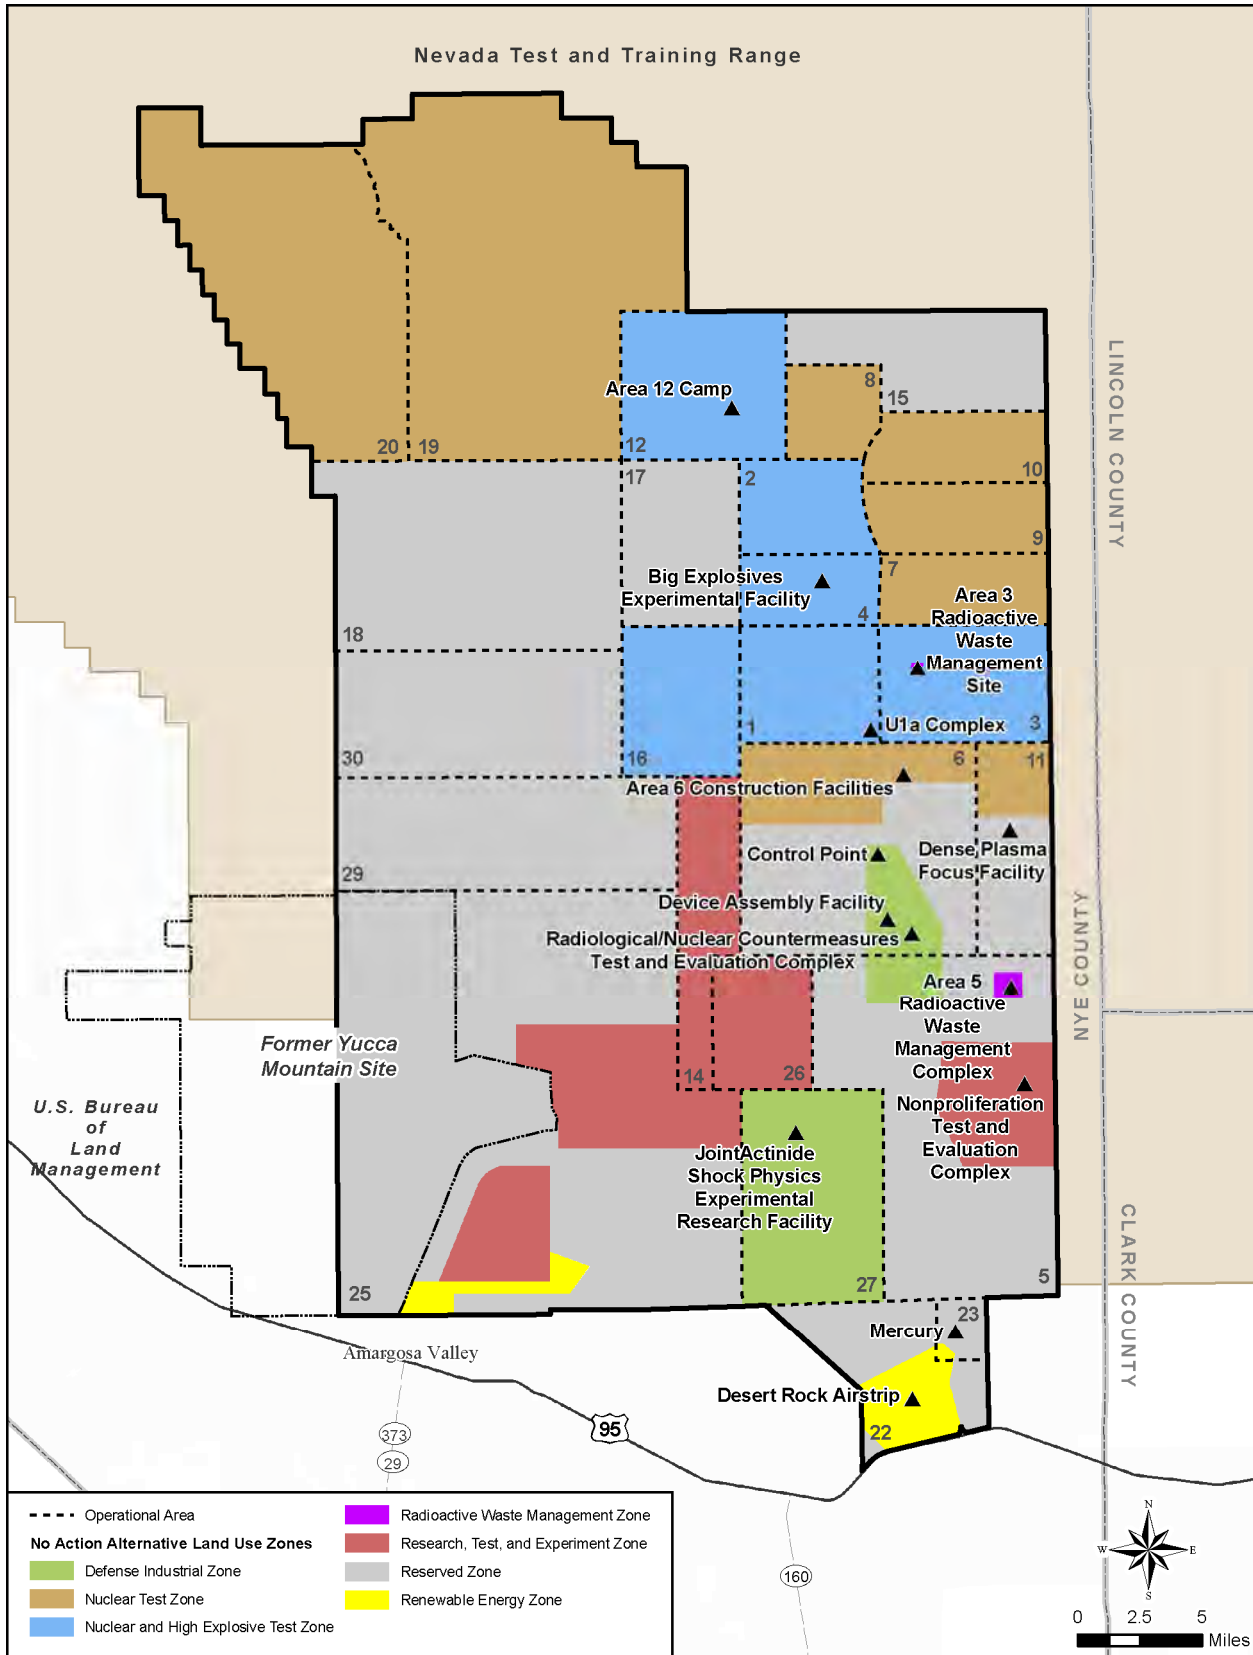 Nevada Test and Training Range
LINCOLN COUNTY
Area 12 Camp
8
15
20
19
12
10
17
2
9
Big Explosives
Experimental Facility
7
4
Area 3
Radioactive
Waste
Management
Site
18
U1a Complex
1
3
30
16
6
11
Area 6 Construction Facilities
Control Point
Dense Plasma
Focus Facility
29
Device Assembly Facility
NYE COUNTY
Radiological/Nuclear Countermeasures
Test and Evaluation Complex
Area 5
Radioactive
Waste
Management
Complex
Former Yucca
Mountain Site
14
26
U.S. Bureau
of
Land
Management
Nonproliferation
Test and
Evaluation
Complex
JointActinide
Shock Physics
Experimental
Research Facility
CLARK COUNTY
25
27
5
23
Mercury
Amargosa Valley
Desert Rock Airstrip
22
95
373
29
160
Operational Area
No Action Alternative Land Use Zones
Defense Industrial Zone
Nuclear Test Zone
Nuclear and High Explosive Test Zone
Radioactive Waste Management Zone
Research, Test, and Experiment Zone
Reserved Zone
Renewable Energy Zone
N
W
E
S
0 2.5 5
Miles